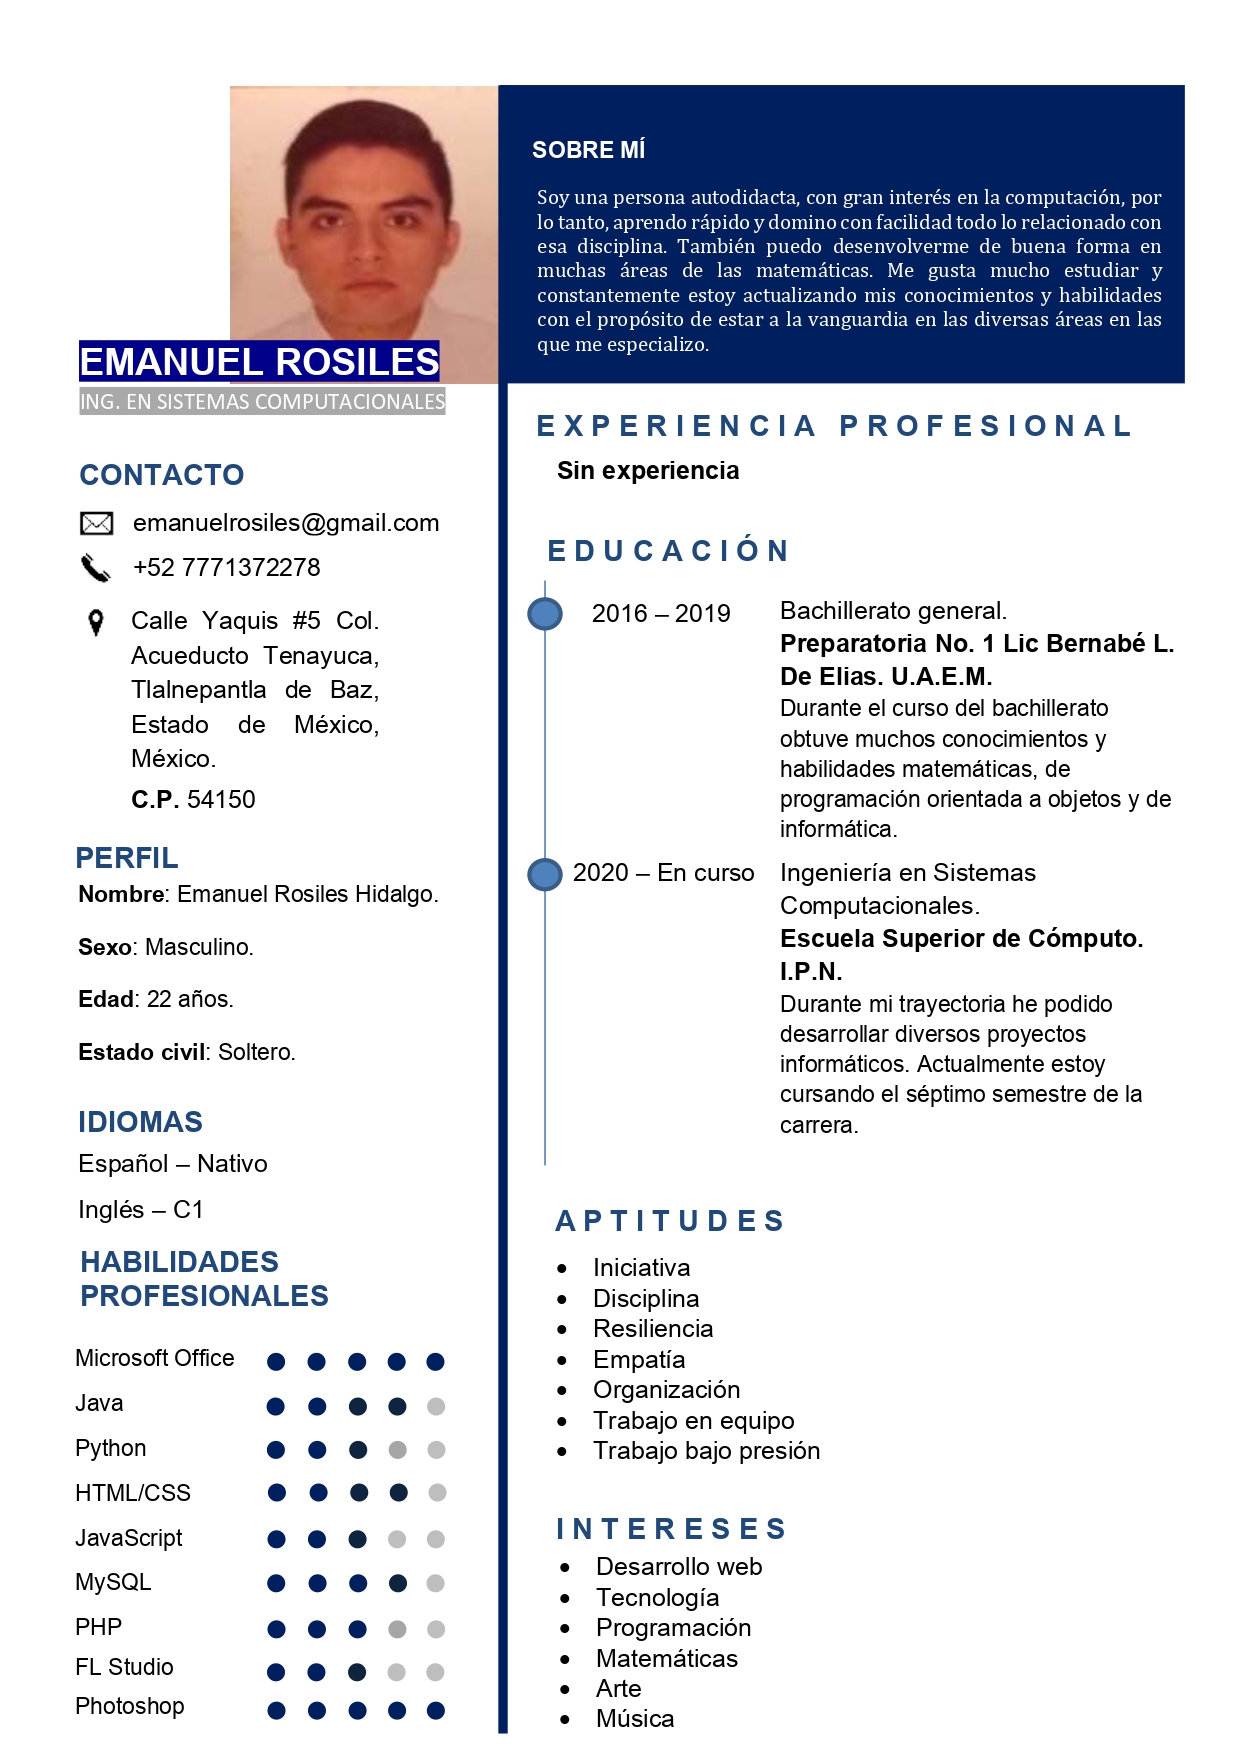 EMANUEL ROSILES
ING. EN SISTEMAS COMPUTACIONALES
CONTACTO
emanuelrosiles@gmail.com
+52 7771372278
Calle Yaquis #5 Col.
Acueducto Tenayuca,
Tlalnepantla de Baz,
Estado de México,
México.
C.P. 54150
PERFIL
Nombre: Emanuel Rosiles Hidalgo.
Sexo: Masculino.
Edad: 22 años.
Estado civil: Soltero.
IDIOMAS
Español – Nativo
Inglés – C1
HABILIDADES
PROFESIONALES
Microsoft Office
Java
Python
HTML/CSS
JavaScript
MySQL
PHP
FL Studio
Photoshop
SOBRE MÍ
Soy una persona autodidacta, con gran interés en la computación, por
lo tanto, aprendo rápido y domino con facilidad todo lo relacionado con
esa disciplina. También puedo desenvolverme de buena forma en
muchas áreas de las matemáticas. Me gusta mucho estudiar y
constantemente estoy actualizando mis conocimientos y habilidades
con el propósito de estar a la vanguardia en las diversas áreas en las
que me especializo.
EXPERIENCIA PROFESIONAL
Sin experiencia
EDUCACIÓN
2016 – 2019
Bachillerato general.
Preparatoria No. 1 Lic Bernabé L.
De Elias. U.A.E.M.
Durante el curso del bachillerato
obtuve muchos conocimientos y
habilidades matemáticas, de
programación orientada a objetos y de
informática.
2020 – En curso
Ingeniería en Sistemas
Computacionales.
Escuela Superior de Cómputo.
I.P.N.
Durante mi trayectoria he podido
desarrollar diversos proyectos
informáticos. Actualmente estoy
cursando el séptimo semestre de la
carrera.
APTITUDES
• Iniciativa
• Disciplina
• Resiliencia
• Empatía
• Organización
• Trabajo en equipo
• Trabajo bajo presión
INTERESES
• Desarrollo web
• Tecnología
• Programación
• Matemáticas
• Arte
• Música